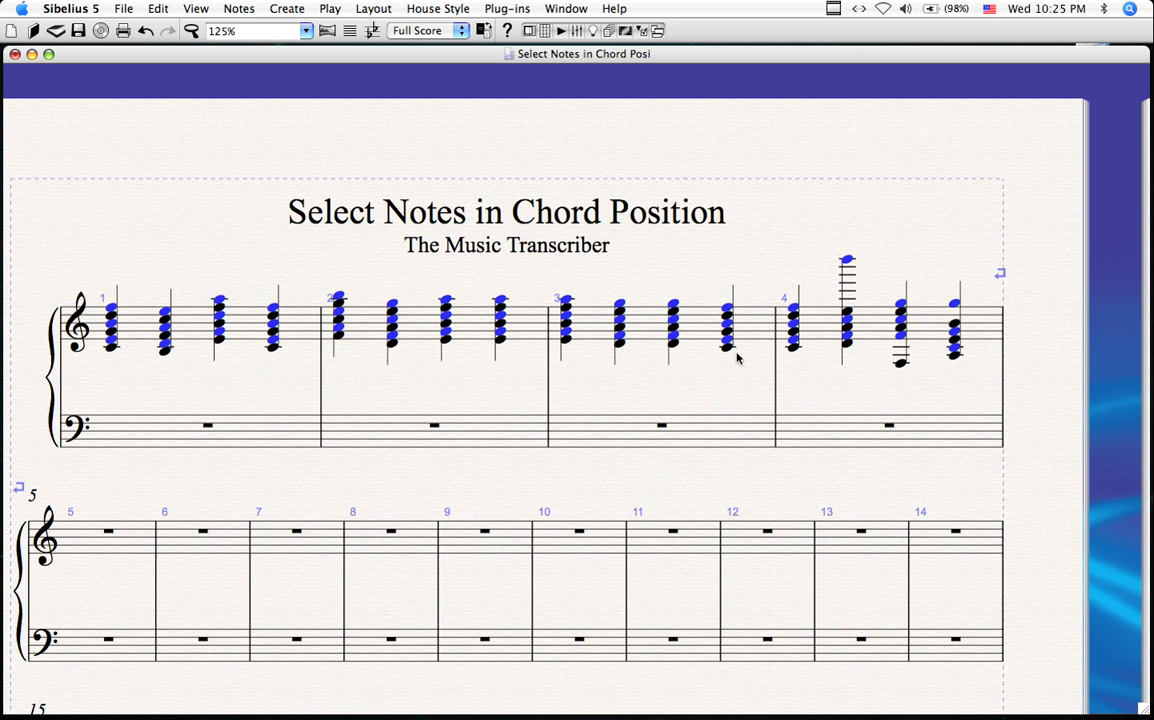 Sibelius 5 File Edit View Notes Create Play Layout House Style Plug-ins Window Help (98%) Wed 10:25 PM
125% Full Score ?
Select Notes in Chord Posi
Select Notes in Chord Position
The Music Transcriber
1 2 3 4
5
5 6 7 8 9 10 11 12 13 14
15